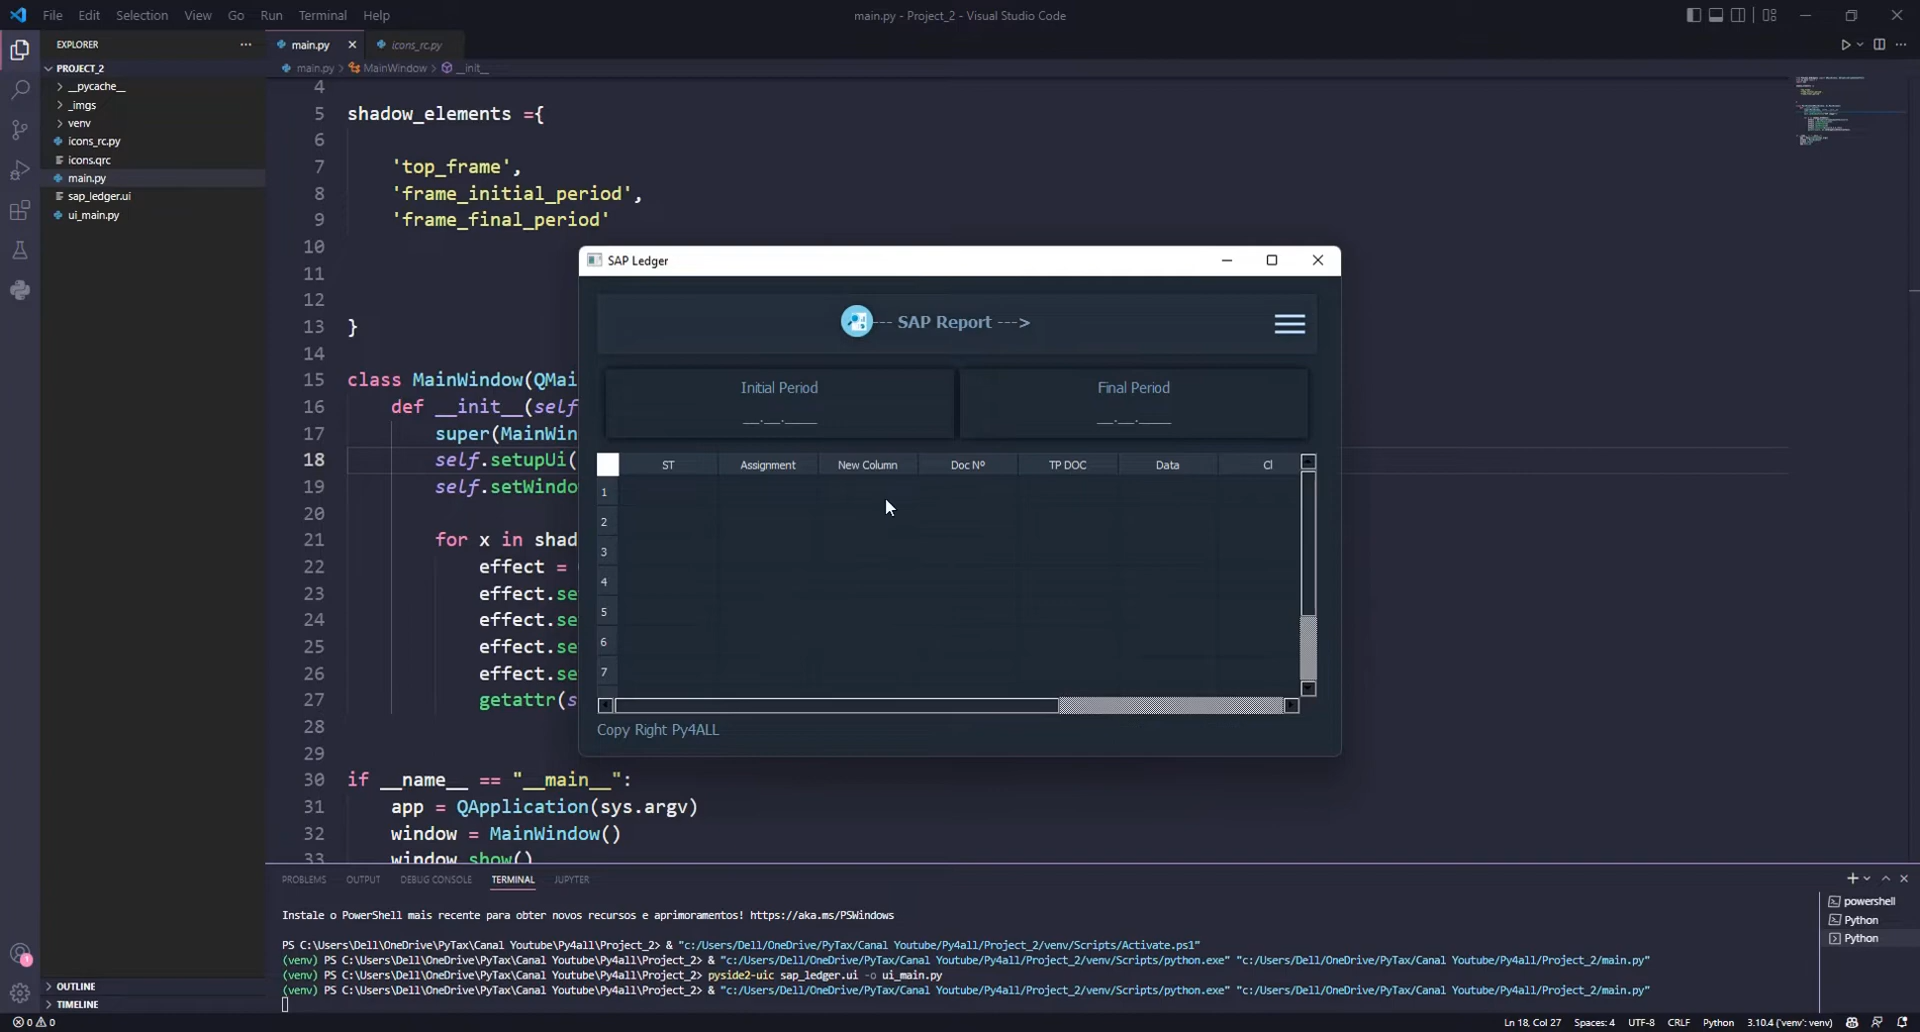 File Edit Selection View Go Run Terminal Help
main.py - Project_2 - Visual Studio Code
EXPLORER
PROJECT_2
__pycache__
_imgs
venv
icons_rc.py
icons.qrc
main.py
sap_ledger.ui
ui_main.py
OUTLINE
TIMELINE
main.py icons_rc.py
main.py > MainWindow > __init__
4
5 shadow_elements ={
6
7 'top_frame',
8 'frame_initial_period',
9 'frame_final_period'
10
11
12
13 }
14
15 class MainWindow(QMai
16 def __init__(self
17 super(MainWin
18 self.setupUi(
19 self.setWindo
20
21 for x in shad
22 effect =
23 effect.se
24 effect.se
25 effect.se
26 effect.se
27 getattr(s
28
29
30 if __name__ == "__main__":
31 app = QApplication(sys.argv)
32 window = MainWindow()
33 window.show()
SAP Ledger
--- SAP Report --->
Initial Period Final Period
__.__.____ __.__.____
ST Assignment New Column Doc Nº TP DOC Data Cl
1
2
3
4
5
6
7
Copy Right Py4ALL
PROBLEMS OUTPUT DEBUG CONSOLE TERMINAL JUPYTER
Instale o PowerShell mais recente para obter novos recursos e aprimoramentos! https://aka.ms/PSWindows
PS C:\Users\Dell\OneDrive\PyTax\Canal Youtube\Py4all\Project_2> & "c:/Users/Dell/OneDrive/PyTax/Canal Youtube/Py4all/Project_2/venv/Scripts/Activate.ps1"
(venv) PS C:\Users\Dell\OneDrive\PyTax\Canal Youtube\Py4all\Project_2> & "c:/Users/Dell/OneDrive/PyTax/Canal Youtube/Py4all/Project_2/venv/Scripts/python.exe" "c:/Users/Dell/OneDrive/PyTax/Canal Youtube/Py4all/Project_2/main.py"
(venv) PS C:\Users\Dell\OneDrive\PyTax\Canal Youtube\Py4all\Project_2> pyside2-uic sap_ledger.ui -o ui_main.py
(venv) PS C:\Users\Dell\OneDrive\PyTax\Canal Youtube\Py4all\Project_2> & "c:/Users/Dell/OneDrive/PyTax/Canal Youtube/Py4all/Project_2/venv/Scripts/python.exe" "c:/Users/Dell/OneDrive/PyTax/Canal Youtube/Py4all/Project_2/main.py"
powershell
Python
Python
0 0
Ln 18, Col 27 Spaces: 4 UTF-8 CRLF Python 3.10.4 ('venv': venv)